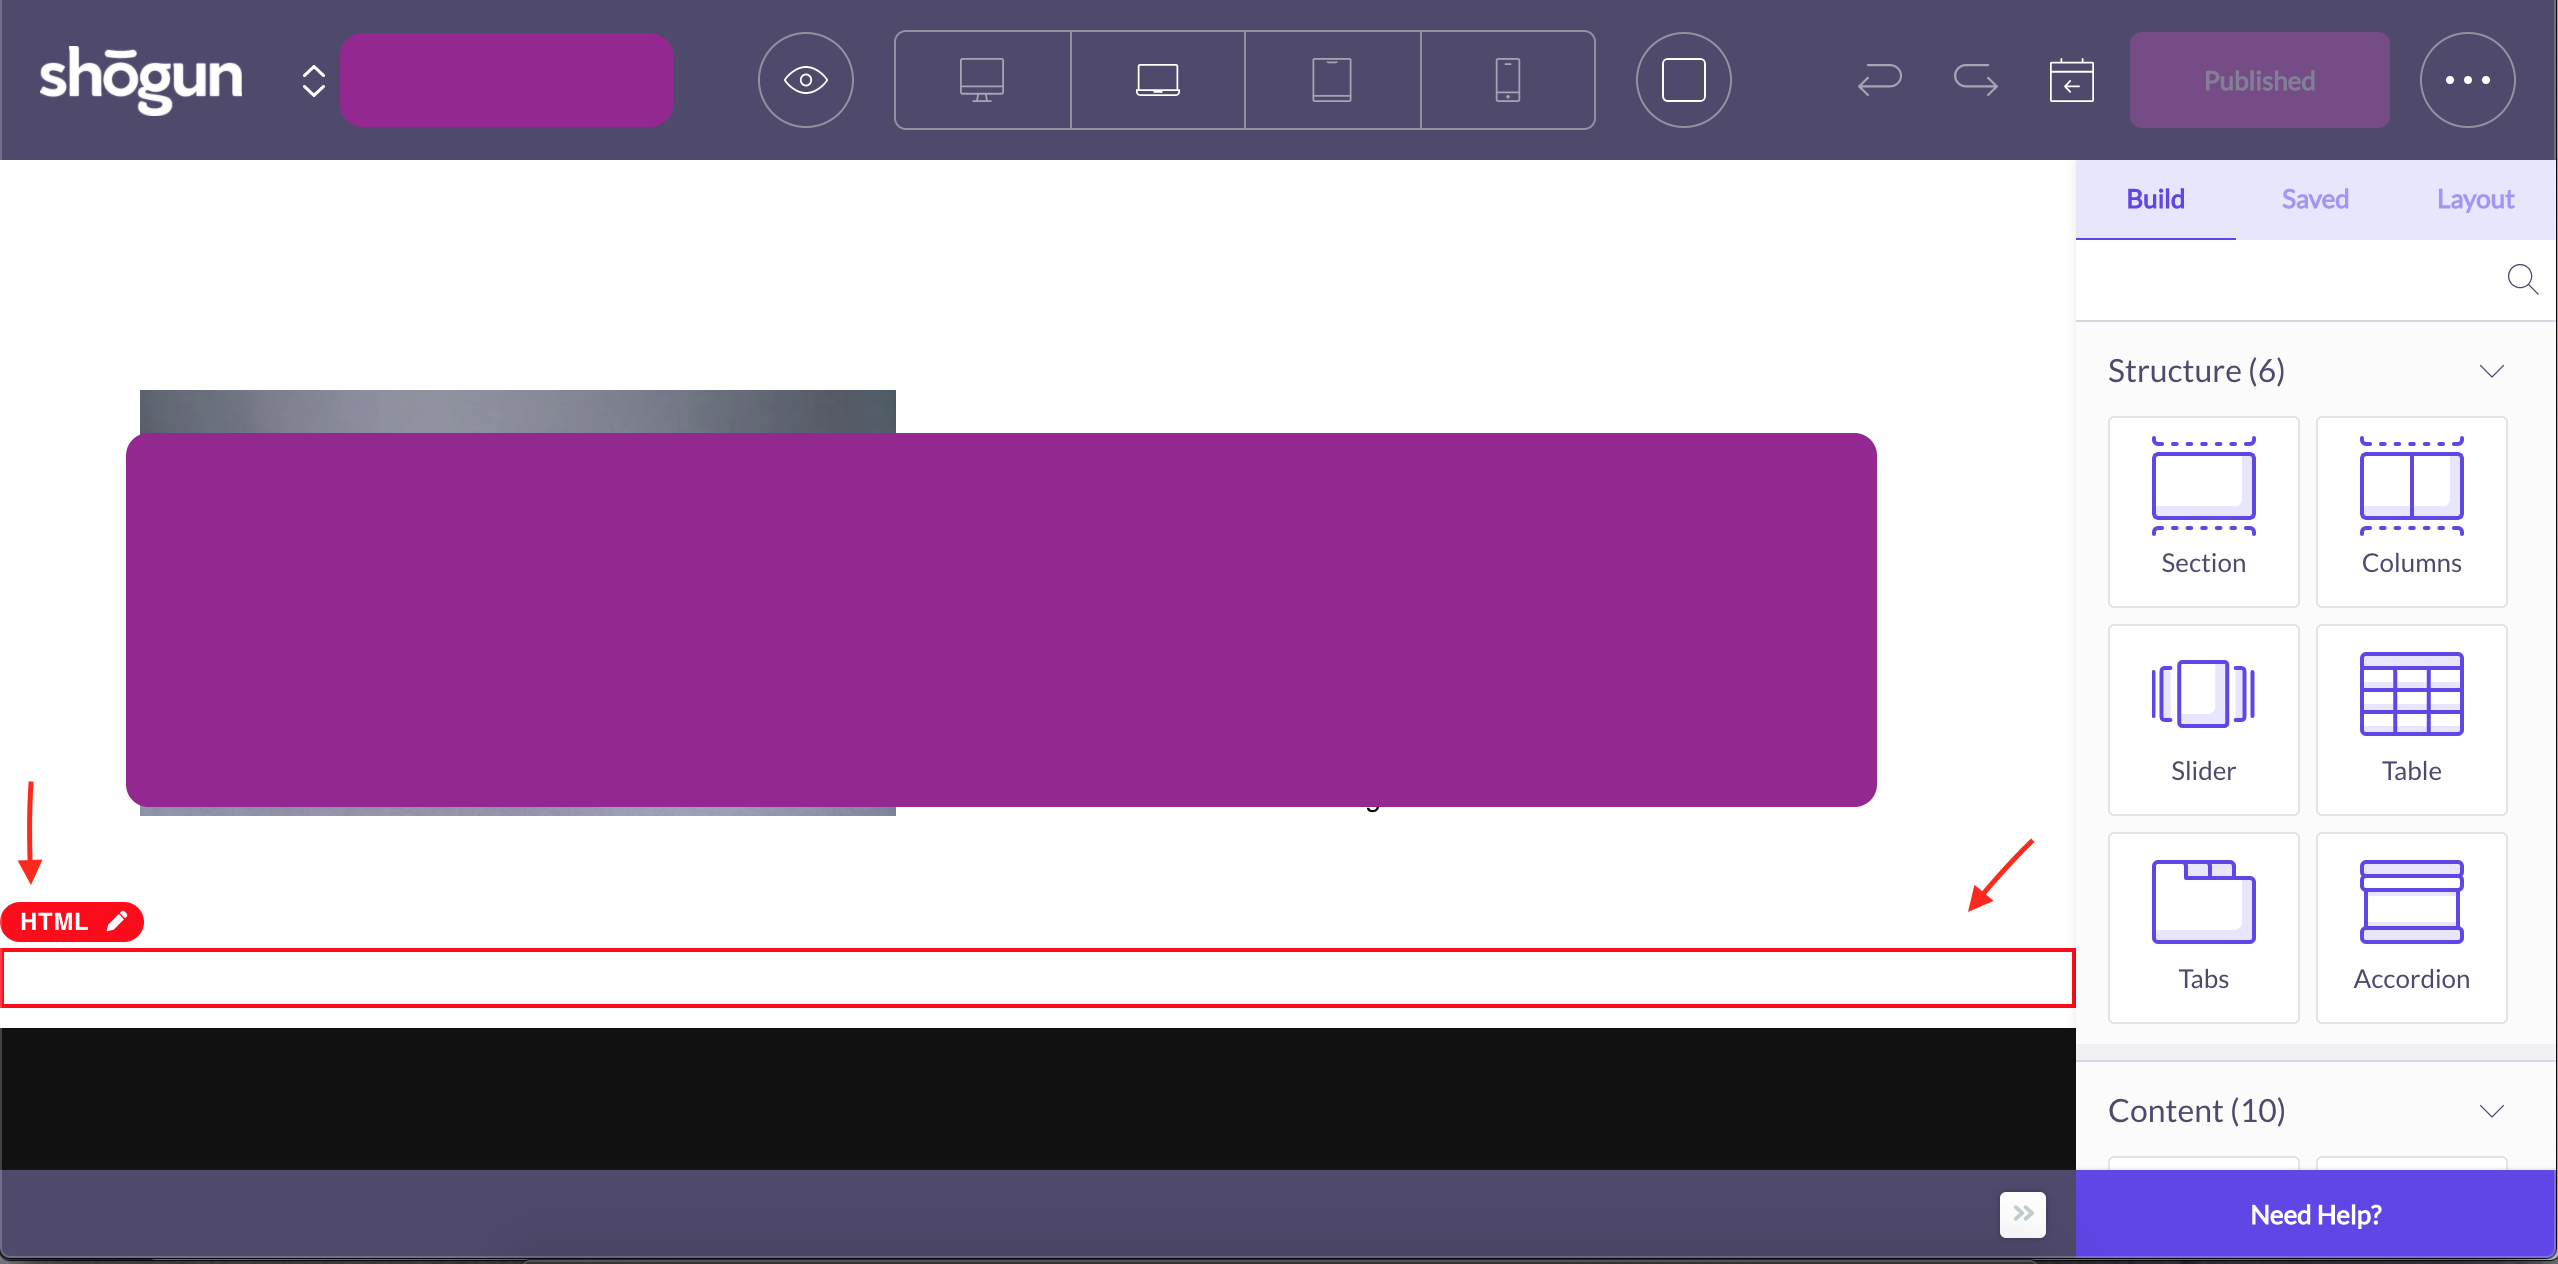 shōgun
Published
Build Saved Layout
Structure (6)
Section Columns
Slider Table
HTML
Tabs Accordion
Content (10)
Need Help?